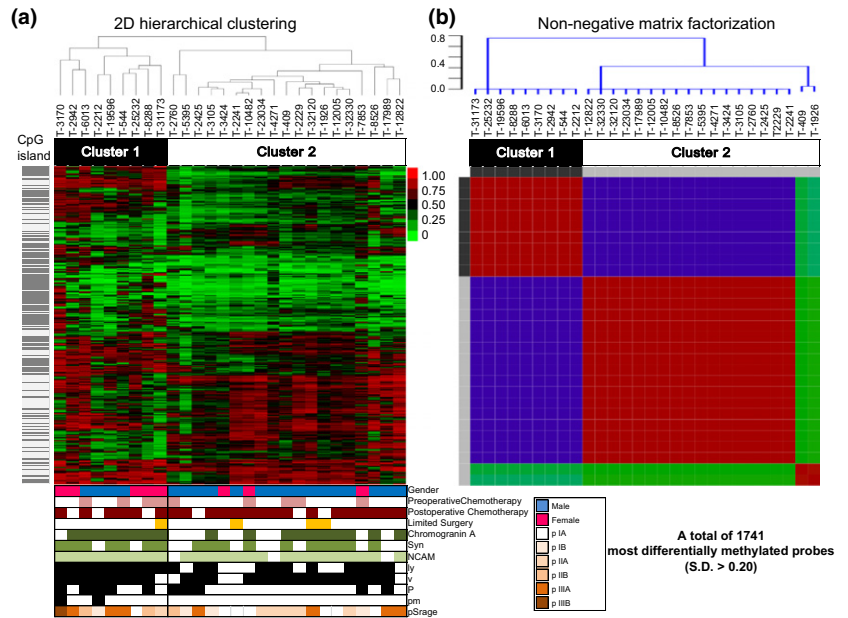 (a)
2D hierarchical clustering
T-3170
T-2942
T-6013
T-2212
T-19596
T-544
T-25232
T-8288
T-31173
T-2760
T-5395
T-2425
T-3105
T-3424
T-2241
T-10482
T-23034
T-4271
T-409
T-2229
T-32120
T-1926
T-12005
T-32330
T-7853
T-8526
T-17989
T-12822
CpG
island
Cluster 1
Cluster 2
1.00
0.75
0.50
0.25
0
Gender
PreoperativeChemotherapy
Postoperative Chemotherapy
Limited Surgery
Chromogranin A
Syn
NCAM
ly
v
P
pm
pSrage
(b)
Non-negative matrix factorization
0.8
0.4
0.0
T-31173
T-25232
T-19596
T-8288
T-6013
T-3170
T-2942
T-544
T-2212
T-12822
T-32330
T-32120
T-23034
T-17989
T-12005
T-10482
T-8526
T-7853
T-5395
T-4271
T-3424
T-3105
T-2760
T-2425
T2229
T-2241
T-409
T-1926
Cluster 1
Cluster 2
Male
Female
p IA
p IB
p IIA
p IIB
p IIIA
p IIIB
A total of 1741
most differentially methylated probes
(S.D. > 0.20)